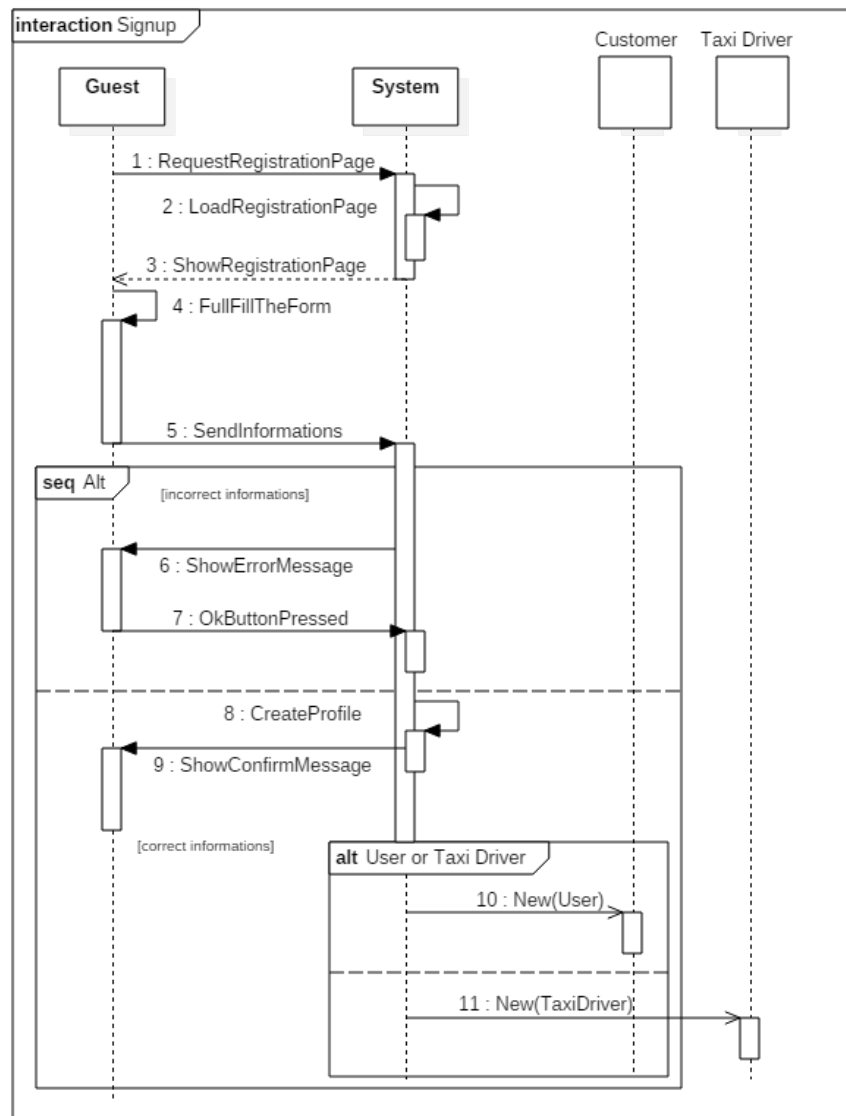 interaction Signup
Customer
Taxi Driver
Guest
System
1 : RequestRegistrationPage
2 : LoadRegistrationPage
3 : ShowRegistrationPage
4 : FullFillTheForm
5 : SendInformations
seq Alt
[incorrect informations]
6 : ShowErrorMessage
7 : OkButtonPressed
8 : CreateProfile
9 : ShowConfirmMessage
[correct informations]
alt User or Taxi Driver
10 : New(User)
11 : New(TaxiDriver)